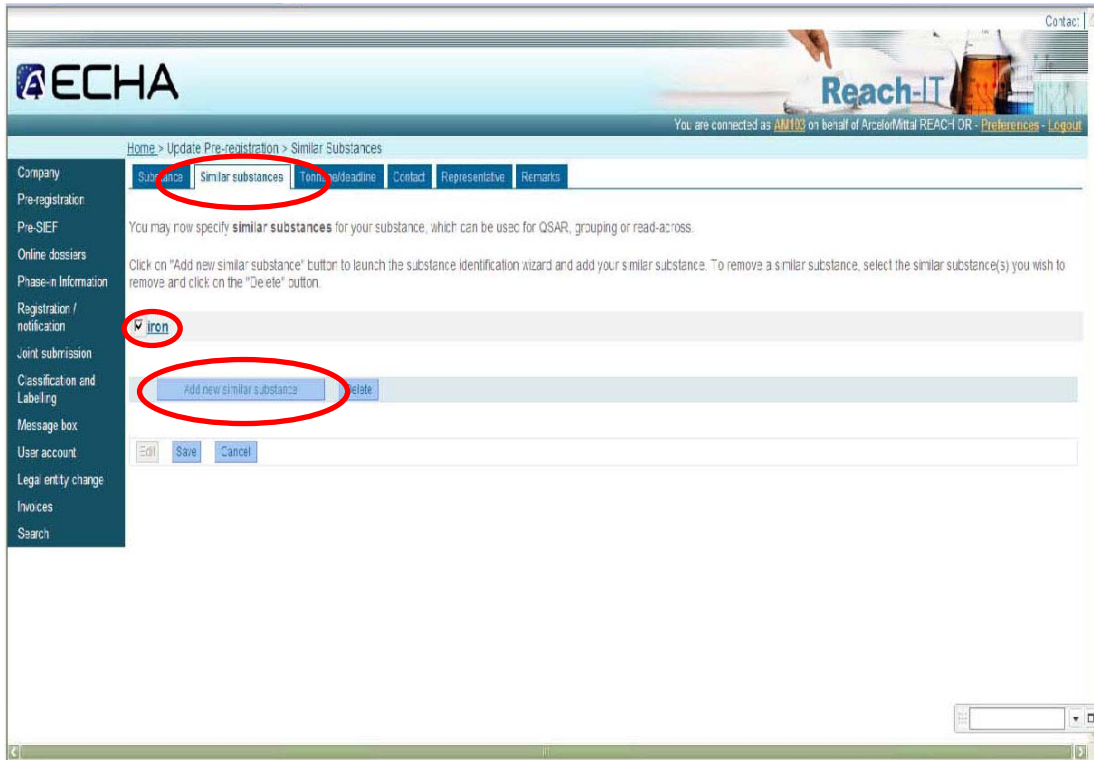 Contact
ECHA
Reach-IT
You are connected as AM103 on behalf of ArcelorMittal REACH OR - Preferences - Logout
Home > Update Pre-registration > Similar Substances
Substance Similar substances Tonnage/deadline Contact Representative Remarks
Company
Pre-registration
Pre-SIEF
Online dossiers
Phase-in Information
Registration /
notification
Joint submission
Classification and
Labelling
Message box
User account
Legal entity change
Invoices
Search
You may now specify similar substances for your substance, which can be used for QSAR, grouping or read-across.
Click on "Add new similar substance" button to launch the substance identification wizard and add your similar substance. To remove a similar substance, select the similar substance(s) you wish to
remove and click on the "Delete" button.
iron
Add new similar substance Delete
Edit Save Cancel